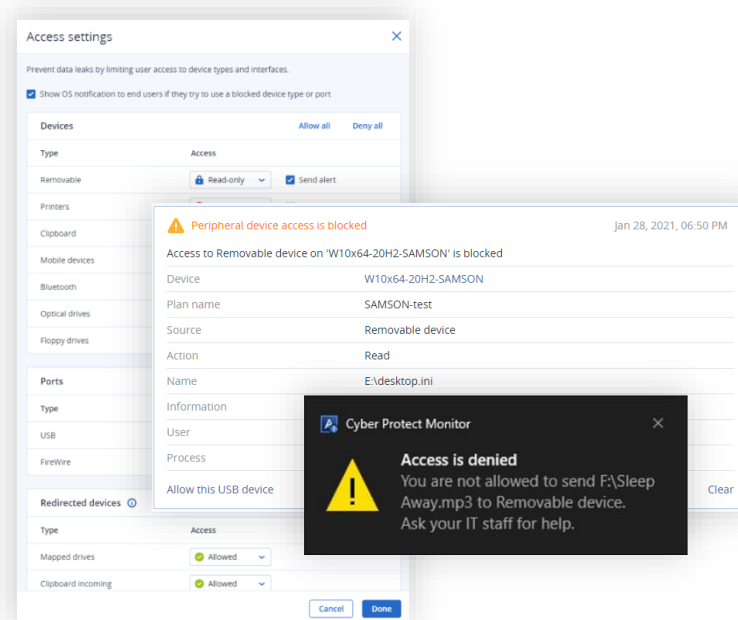 Access settings
Prevent data leaks by limiting user access to device types and interfaces.
Show OS notification to end users if they try to use a blocked device type or port
Devices Allow all Deny all
Type Access
Removable Read-only Send alert
Printers
Clipboard
Mobile devices
Bluetooth
Optical drives
Floppy drives
Ports
Type
USB
FireWire
Redirected devices
Type Access
Mapped drives Allowed
Clipboard incoming Allowed
Cancel Done
Peripheral device access is blocked Jan 28, 2021, 06:50 PM
Access to Removable device on 'W10x64-20H2-SAMSON' is blocked
Device W10x64-20H2-SAMSON
Plan name SAMSON-test
Source Removable device
Action Read
Name E:\desktop.ini
Information
User
Process
Allow this USB device Clear
Cyber Protect Monitor
Access is denied
You are not allowed to send F:\Sleep
Away.mp3 to Removable device.
Ask your IT staff for help.